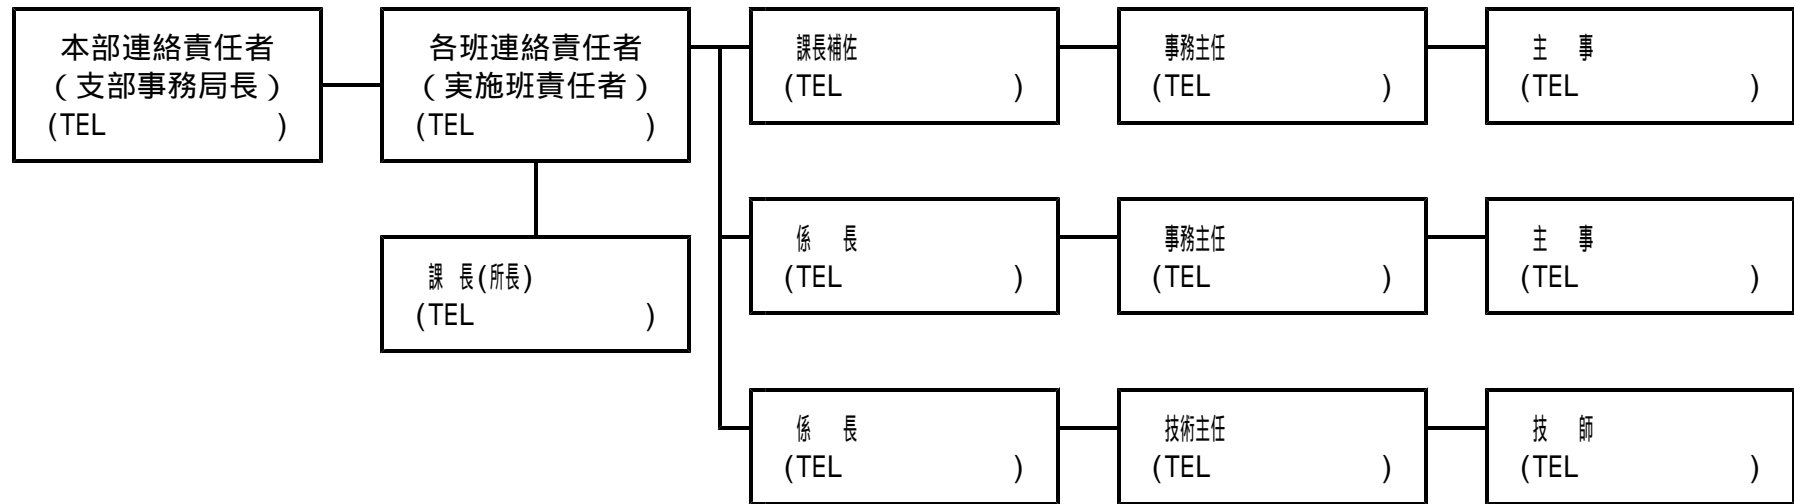 本部連絡責任者
（支部事務局長）
(TEL　　　　　)
各班連絡責任者
（実施班責任者）
(TEL　　　　　)
課　長(所長)
(TEL　　　　　)
課長補佐
(TEL　　　　　)
事務主任
(TEL　　　　　)
主　事
(TEL　　　　　)
係　長
(TEL　　　　　)
事務主任
(TEL　　　　　)
主　事
(TEL　　　　　)
係　長
(TEL　　　　　)
技術主任
(TEL　　　　　)
技　師
(TEL　　　　　)